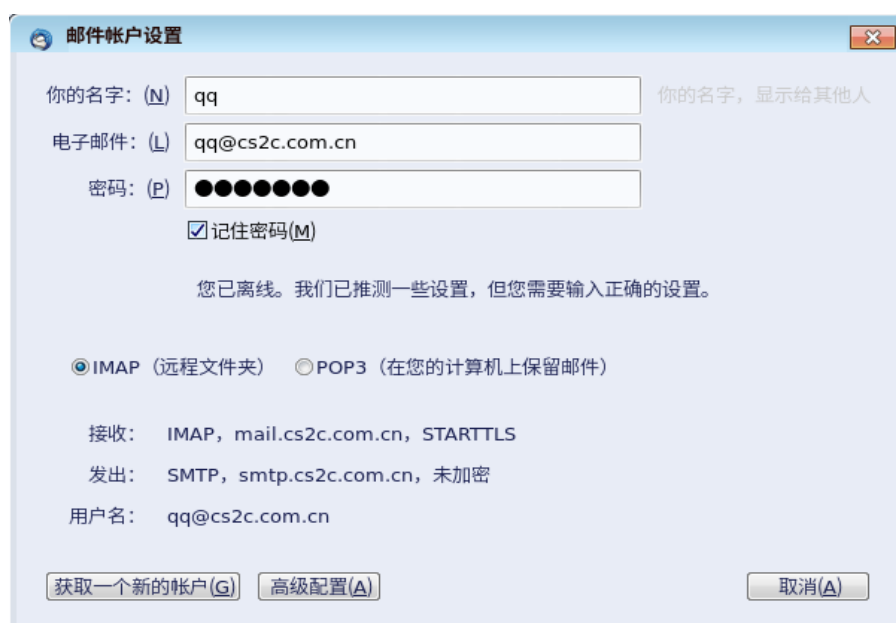 邮件帐户设置
你的名字：(N) qq 你的名字，显示给其他人
电子邮件：(L) qq@cs2c.com.cn
密码：(P) ●●●●●●●
记住密码(M)
您已离线。我们已推测一些设置，但您需要输入正确的设置。
IMAP（远程文件夹） POP3（在您的计算机上保留邮件）
接收： IMAP，mail.cs2c.com.cn，STARTTLS
发出： SMTP，smtp.cs2c.com.cn，未加密
用户名： qq@cs2c.com.cn
获取一个新的帐户(G) 高级配置(A) 取消(A)